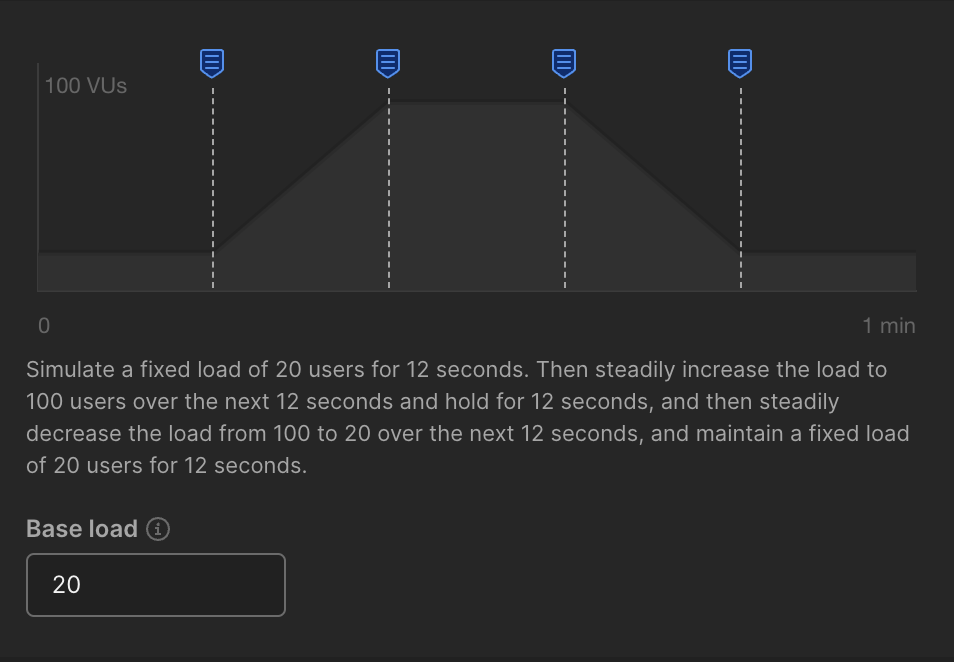 100 VUs
0
1 min
Simulate a fixed load of 20 users for 12 seconds. Then steadily increase the load to
100 users over the next 12 seconds and hold for 12 seconds, and then steadily
decrease the load from 100 to 20 over the next 12 seconds, and maintain a fixed load
of 20 users for 12 seconds.
Base load
20